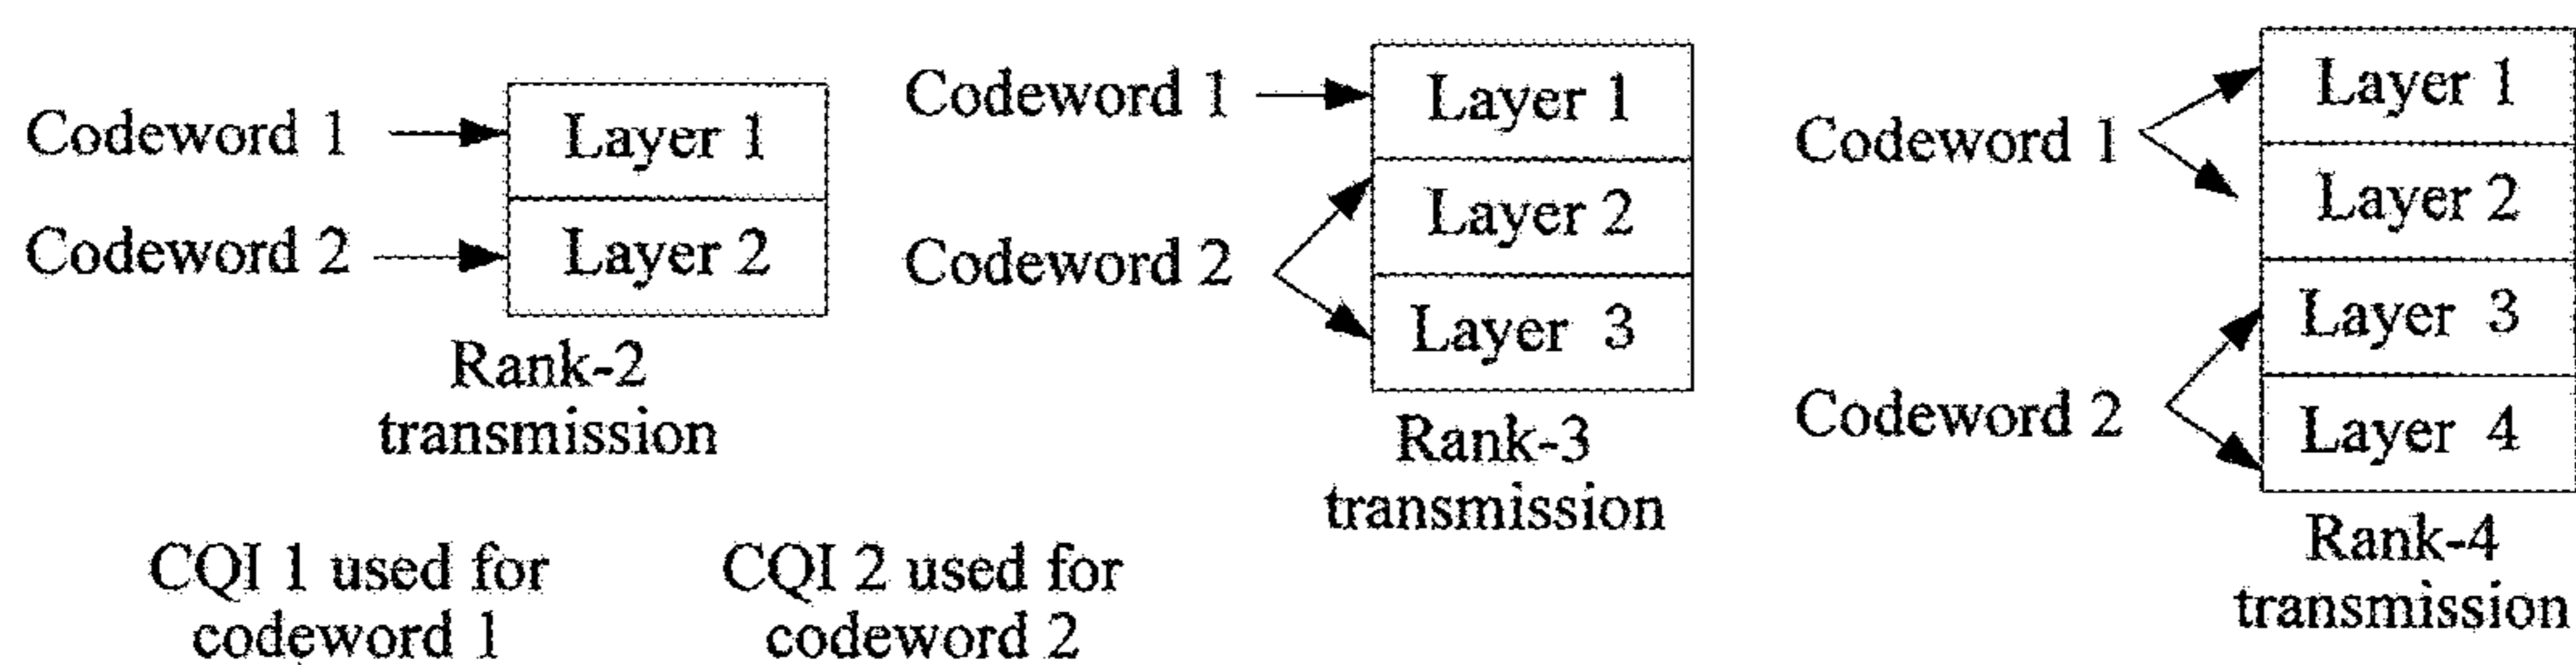 Codeword 1
Layer 1
Codeword 2
Layer 2
Rank-2
transmission
Codeword 1
Layer 1
Layer 2
Codeword 2
Layer 3
Rank-3
transmission
Layer 1
Codeword 1
Layer 2
Layer 3
Codeword 2
Layer 4
Rank-4
transmission
CQI 1 used for
codeword 1
CQI 2 used for
codeword 2